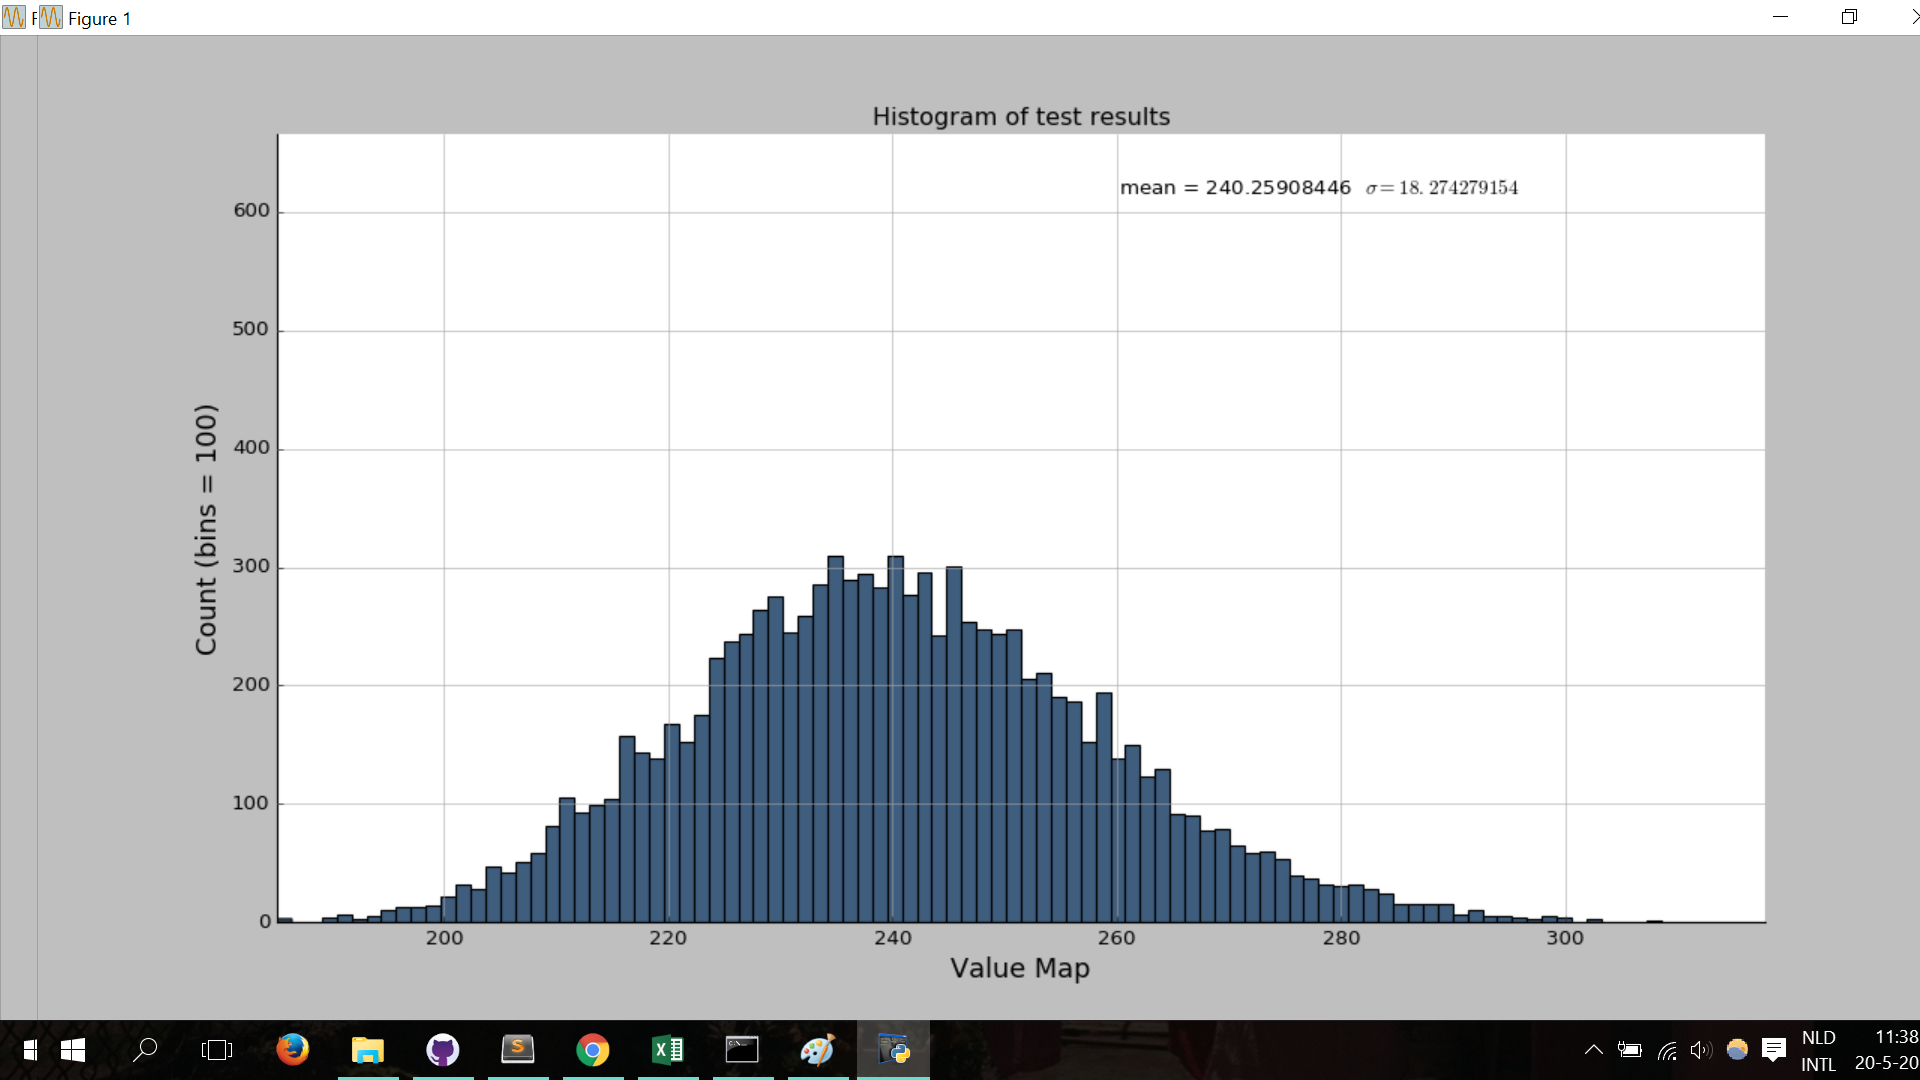 F Figure 1
Histogram of test results
mean = 240.25908446 σ = 18.274279154
600
500
400
300
200
100
0
Count (bins = 100)
200 220 240 260 280 300
Value Map
S
X
C:\_
NLD 11:38
INTL 20-5-20